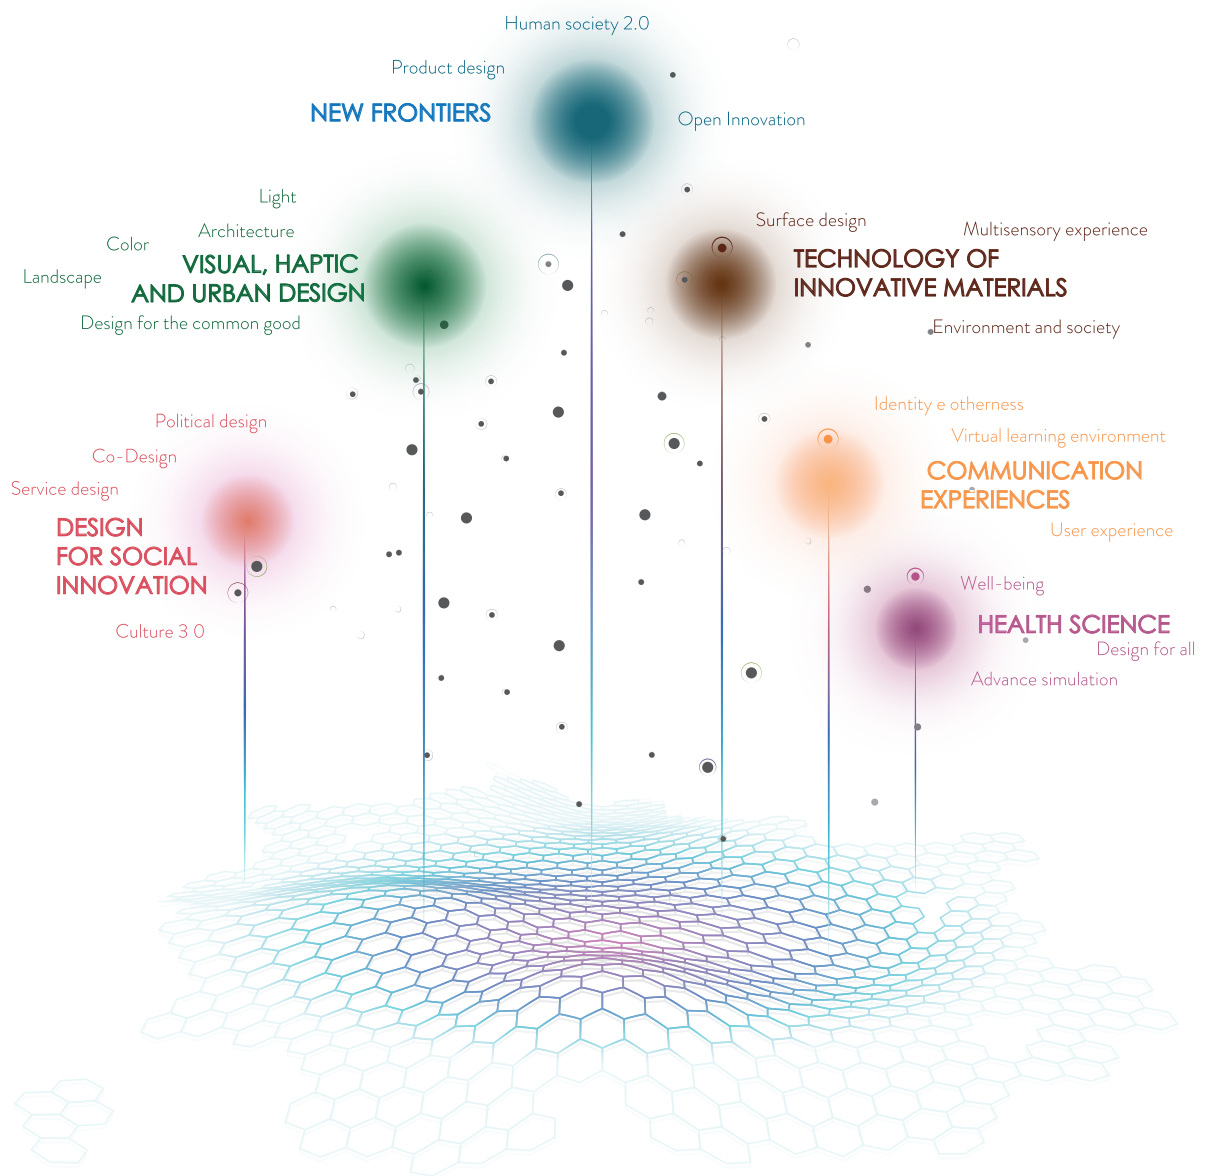 Human society 2.0
Product design
NEW FRONTIERS
Open Innovation
Light
Architecture
Color
VISUAL, HAPTIC
AND URBAN DESIGN
Landscape
Design for the common good
Surface design
Multisensory experience
TECHNOLOGY OF
INNOVATIVE MATERIALS
Environment and society
Political design
Co-Design
Service design
DESIGN
FOR SOCIAL
INNOVATION
Culture 3 0
Identity e otherness
Virtual learning environment
COMMUNICATION
EXPERIENCES
User experience
Well-being
HEALTH SCIENCE
Design for all
Advance simulation